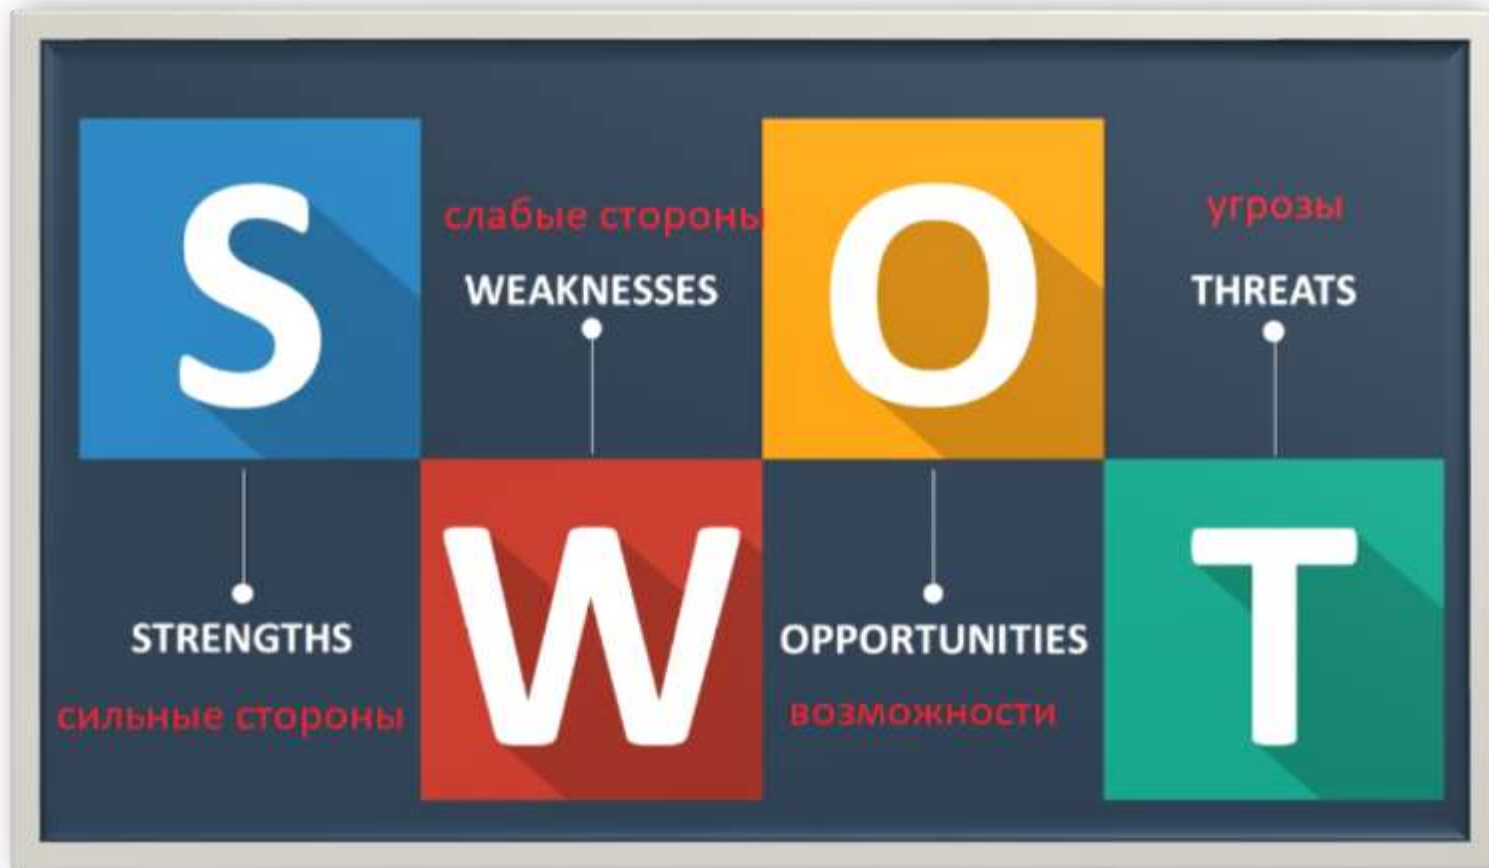 S
слабые стороны
WEAKNESSES
O
угрозы
THREATS
STRENGTHS
сильные стороны
W
OPPORTUNITIES
возможности
T